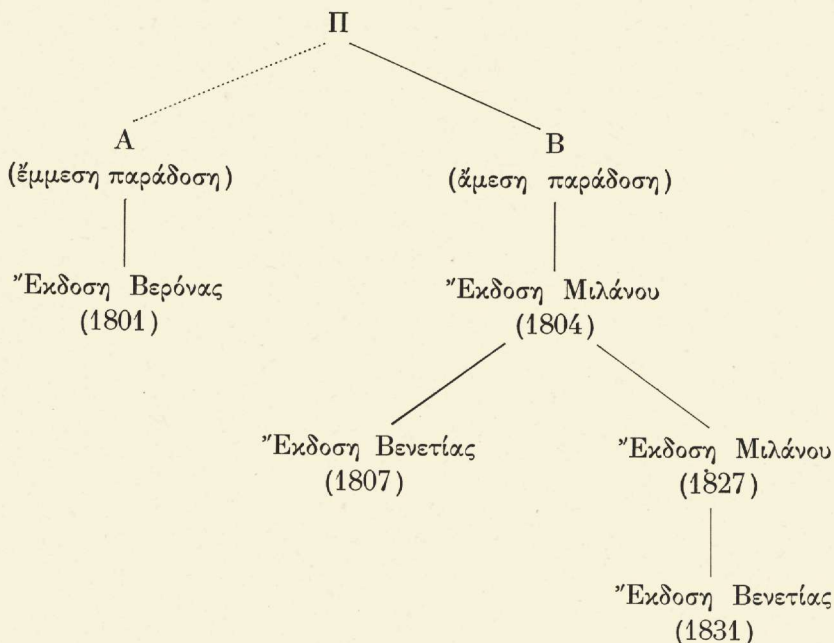 Π
Α
Β
(ἔμμεση παράδοση)
(ἄμεση παράδοση)
Ἔκδοση Βερόνας
(1801)
Ἔκδοση Μιλάνου
(1804)
Ἔκδοση Βενετίας
(1807)
Ἔκδοση Μιλάνου
(1827)
Ἔκδοση Βενετίας
(1831)